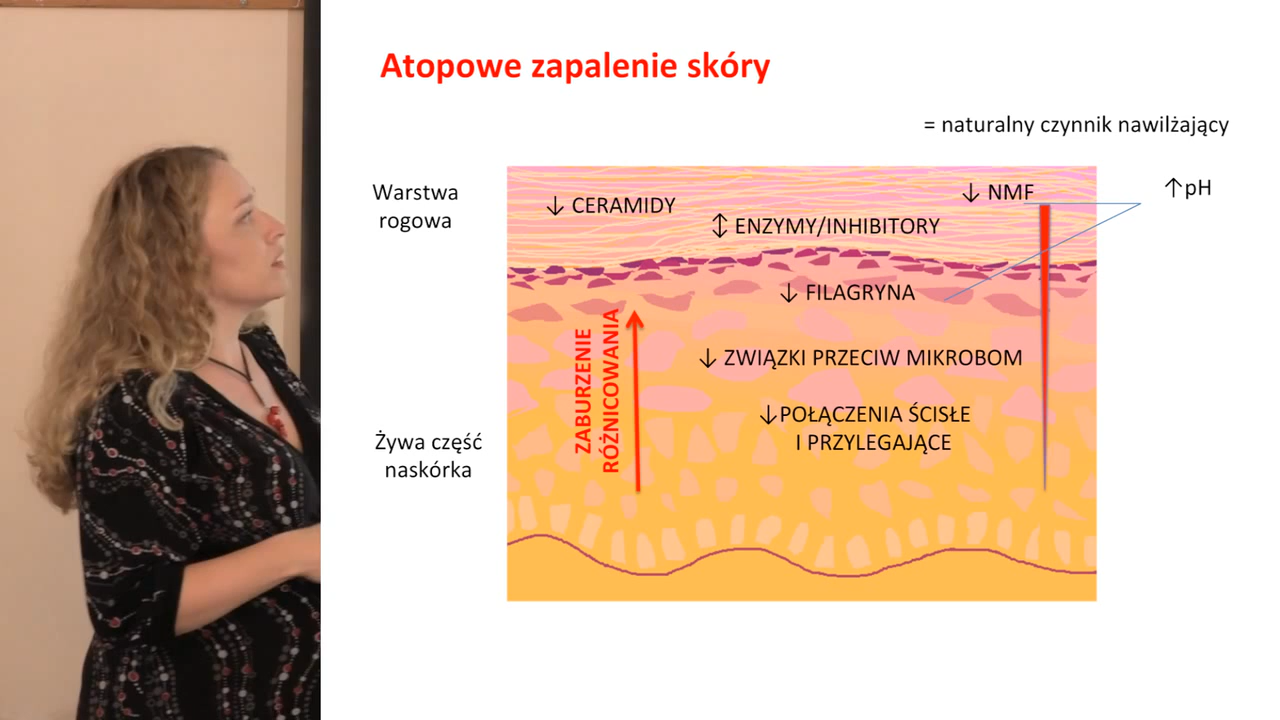 Atopowe zapalenie skóry
= naturalny czynnik nawilżający
Warstwa
rogowa
↓ CERAMIDY
↓ NMF
↑pH
↕ ENZYMY/INHIBITORY
↓ FILAGRYNA
ZABURZENIE
RÓŻNICOWANIA
↓ ZWIĄZKI PRZECIW MIKROBOM
↓POŁĄCZENIA ŚCISŁE
I PRZYLEGAJĄCE
Żywa część
naskórka